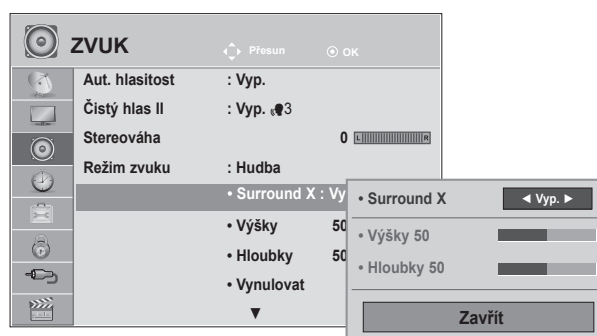 ZVUK
Přesun
OK
Aut. hlasitost : Vyp.
Čistý hlas II : Vyp. 3
Stereováha 0 L R
Režim zvuku : Hudba
• Surround X : Vy
• Výšky 50
• Hloubky 50
• Vynulovat
▼
• Surround X ◄ Vyp. ►
• Výšky 50
• Hloubky 50
Zavřít